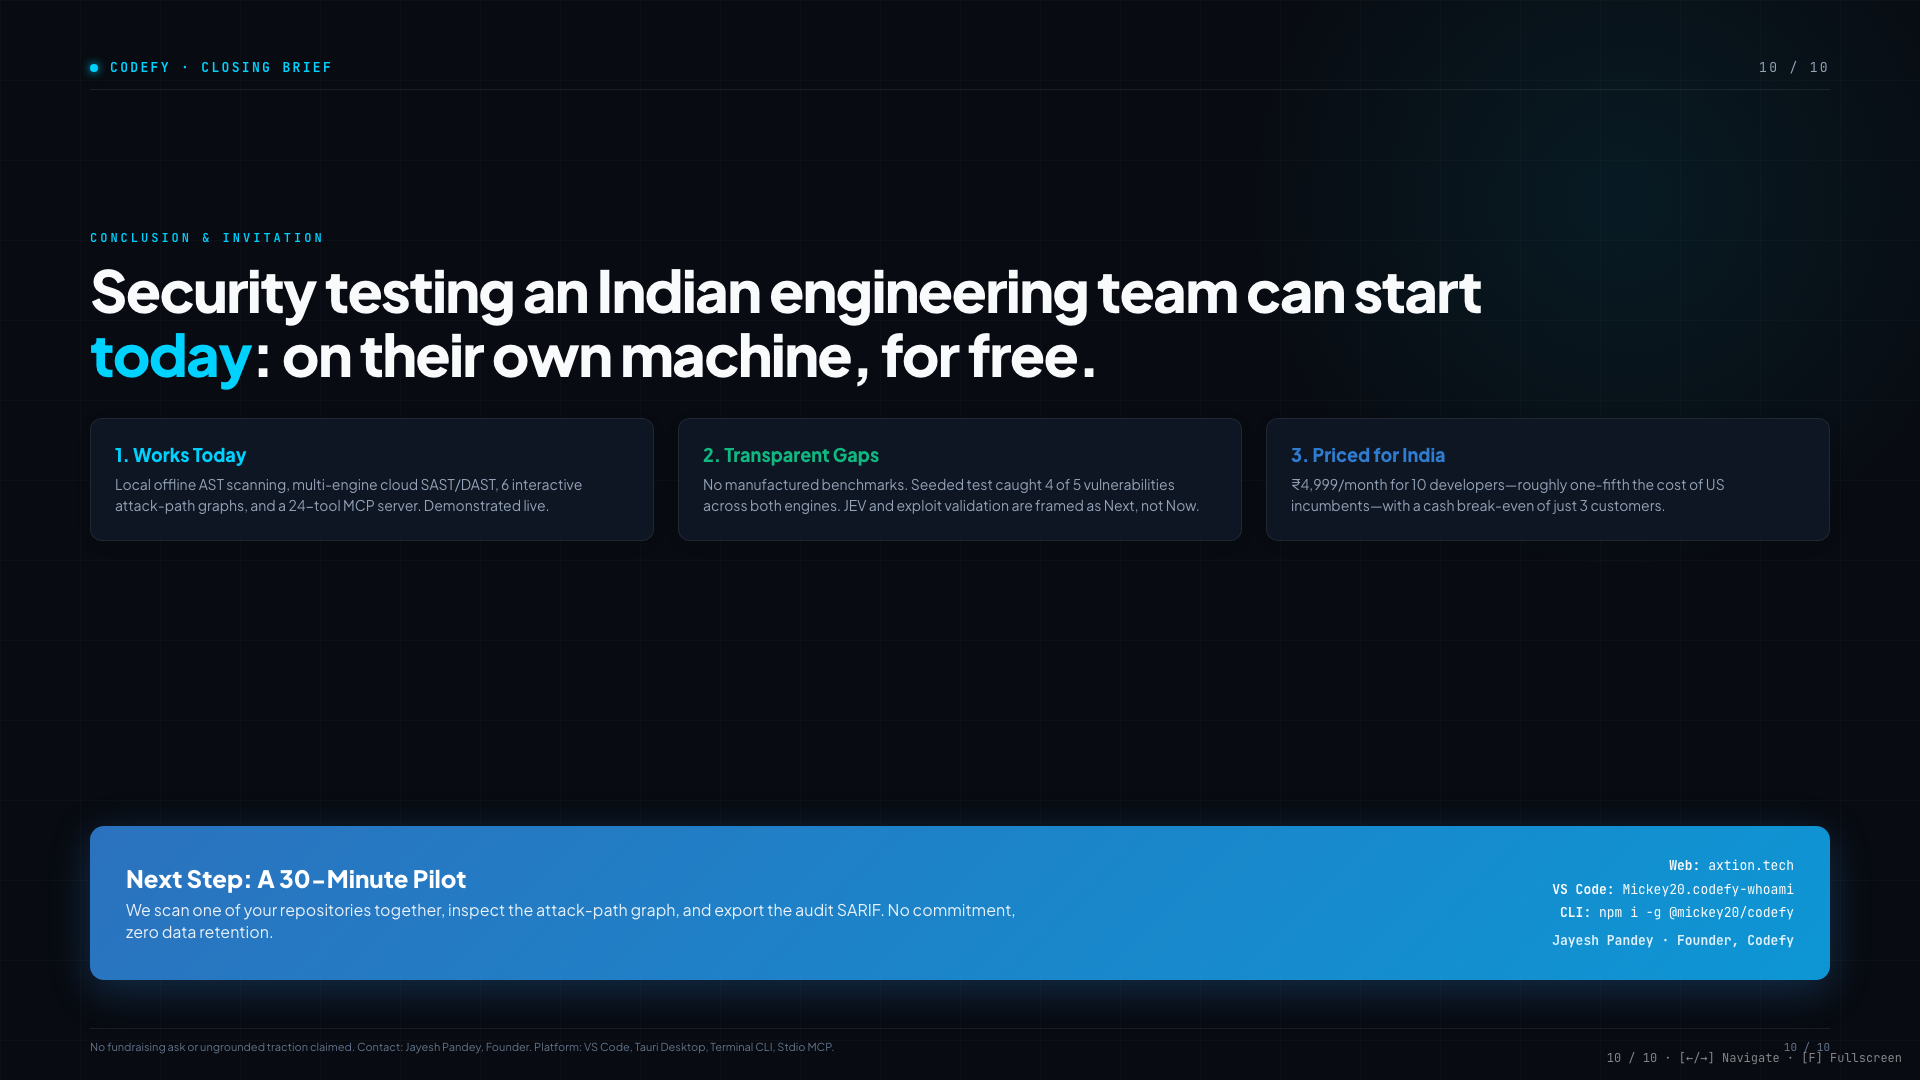 CODEFY · CLOSING BRIEF
10 / 10
CONCLUSION & INVITATION
Security testing an Indian engineering team can start
today: on their own machine, for free.
1. Works Today
Local offline AST scanning, multi-engine cloud SAST/DAST, 6 interactive
attack-path graphs, and a 24-tool MCP server. Demonstrated live.
2. Transparent Gaps
No manufactured benchmarks. Seeded test caught 4 of 5 vulnerabilities
across both engines. JEV and exploit validation are framed as Next, not Now.
3. Priced for India
₹4,999/month for 10 developers—roughly one-fifth the cost of US
incumbents—with a cash break-even of just 3 customers.
Next Step: A 30-Minute Pilot
We scan one of your repositories together, inspect the attack-path graph, and export the audit SARIF. No commitment,
zero data retention.
Web: axtion.tech
VS Code: Mickey20.codefy-whoami
CLI: npm i -g @mickey20/codefy
Jayesh Pandey · Founder, Codefy
No fundraising ask or ungrounded traction claimed. Contact: Jayesh Pandey, Founder. Platform: VS Code, Tauri Desktop, Terminal CLI, Stdio MCP.
10 / 10
10 / 10 · [←/→] Navigate · [F] Fullscreen